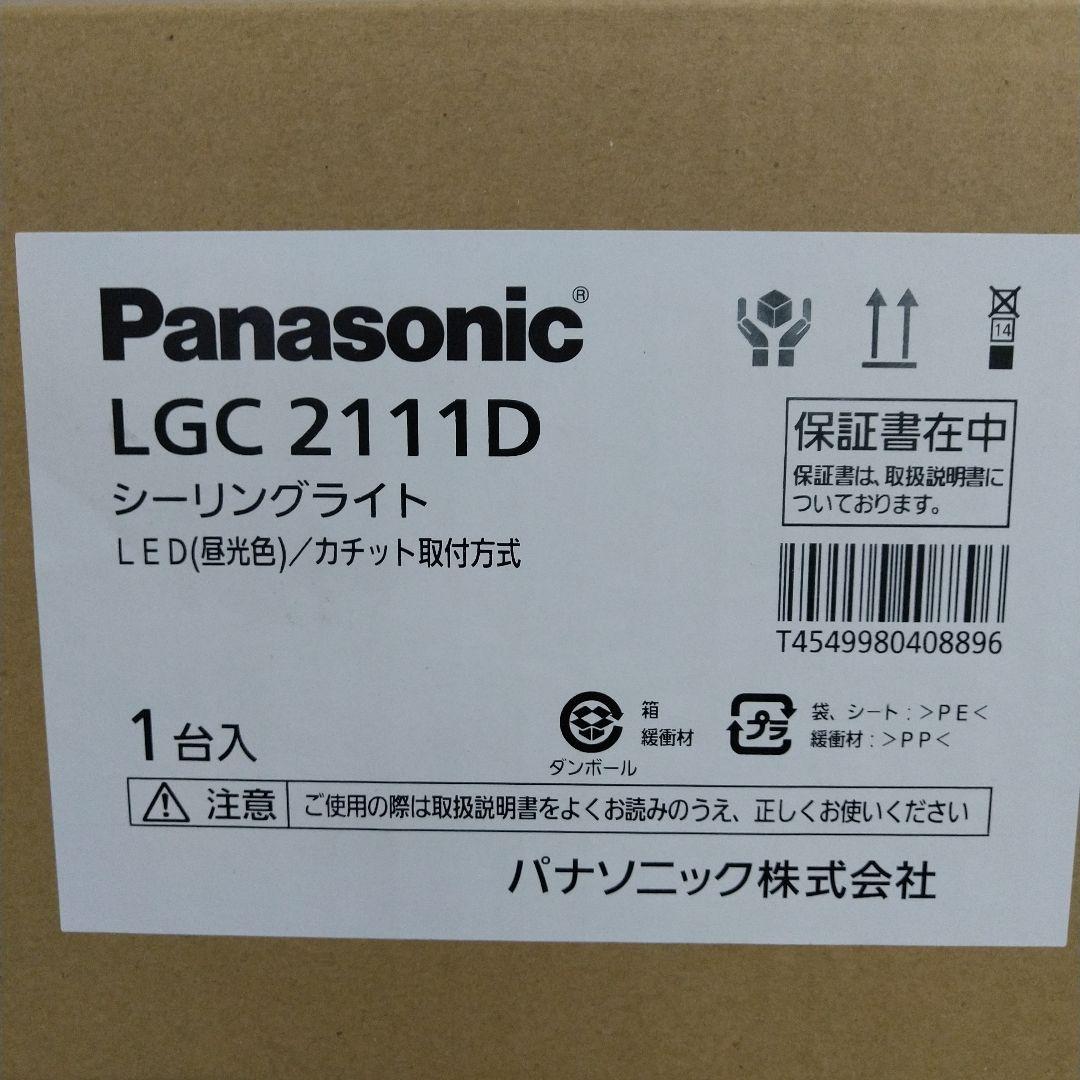 Panasonic®
LGC 2111D
シーリングライト
LED(昼光色)/カチット取付方式
14
保証書在中
保証書は、取扱説明書に
ついております。
T4549980408896
1台入
ダンボール
箱
緩衝材
プラ
袋、シート:>PE<
緩衝材:>PP<
注意
ご使用の際は取扱説明書をよくお読みのうえ、正しくお使いください
パナソニック株式会社